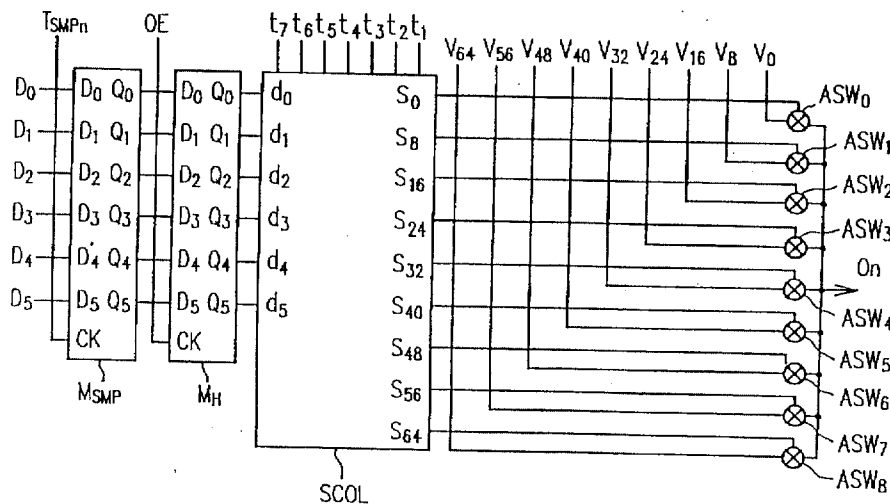 TSMPn OE t7 t6 t5 t4 t3 t2 t1 V64 V56 V48 V40 V32 V24 V16 V8 V0
D0 D0 Q0 D0 Q0 d0 S0 ASW0
D1 D1 Q1 D1 Q1 d1 S8 ASW1
D2 D2 Q2 D2 Q2 d2 S16 ASW2
D3 D3 Q3 D3 Q3 d3 S24 ASW3
D4 D4 Q4 D4 Q4 d4 S32 On
D5 D5 Q5 D5 Q5 d5 S40 ASW4
CK CK S48 ASW5
MSMP MH S56 ASW6
S64 ASW7
SCOL ASW8